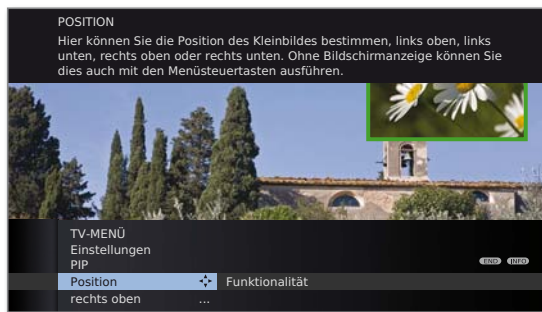 POSITION
Hier können Sie die Position des Kleinbildes bestimmen, links oben, links
unten, rechts oben oder rechts unten. Ohne Bildschirmanzeige können Sie
dies auch mit den Menüsteuertasten ausführen.
TV-MENÜ
Einstellungen
PIP
END INFO
Position Funktionalität
rechts oben ...